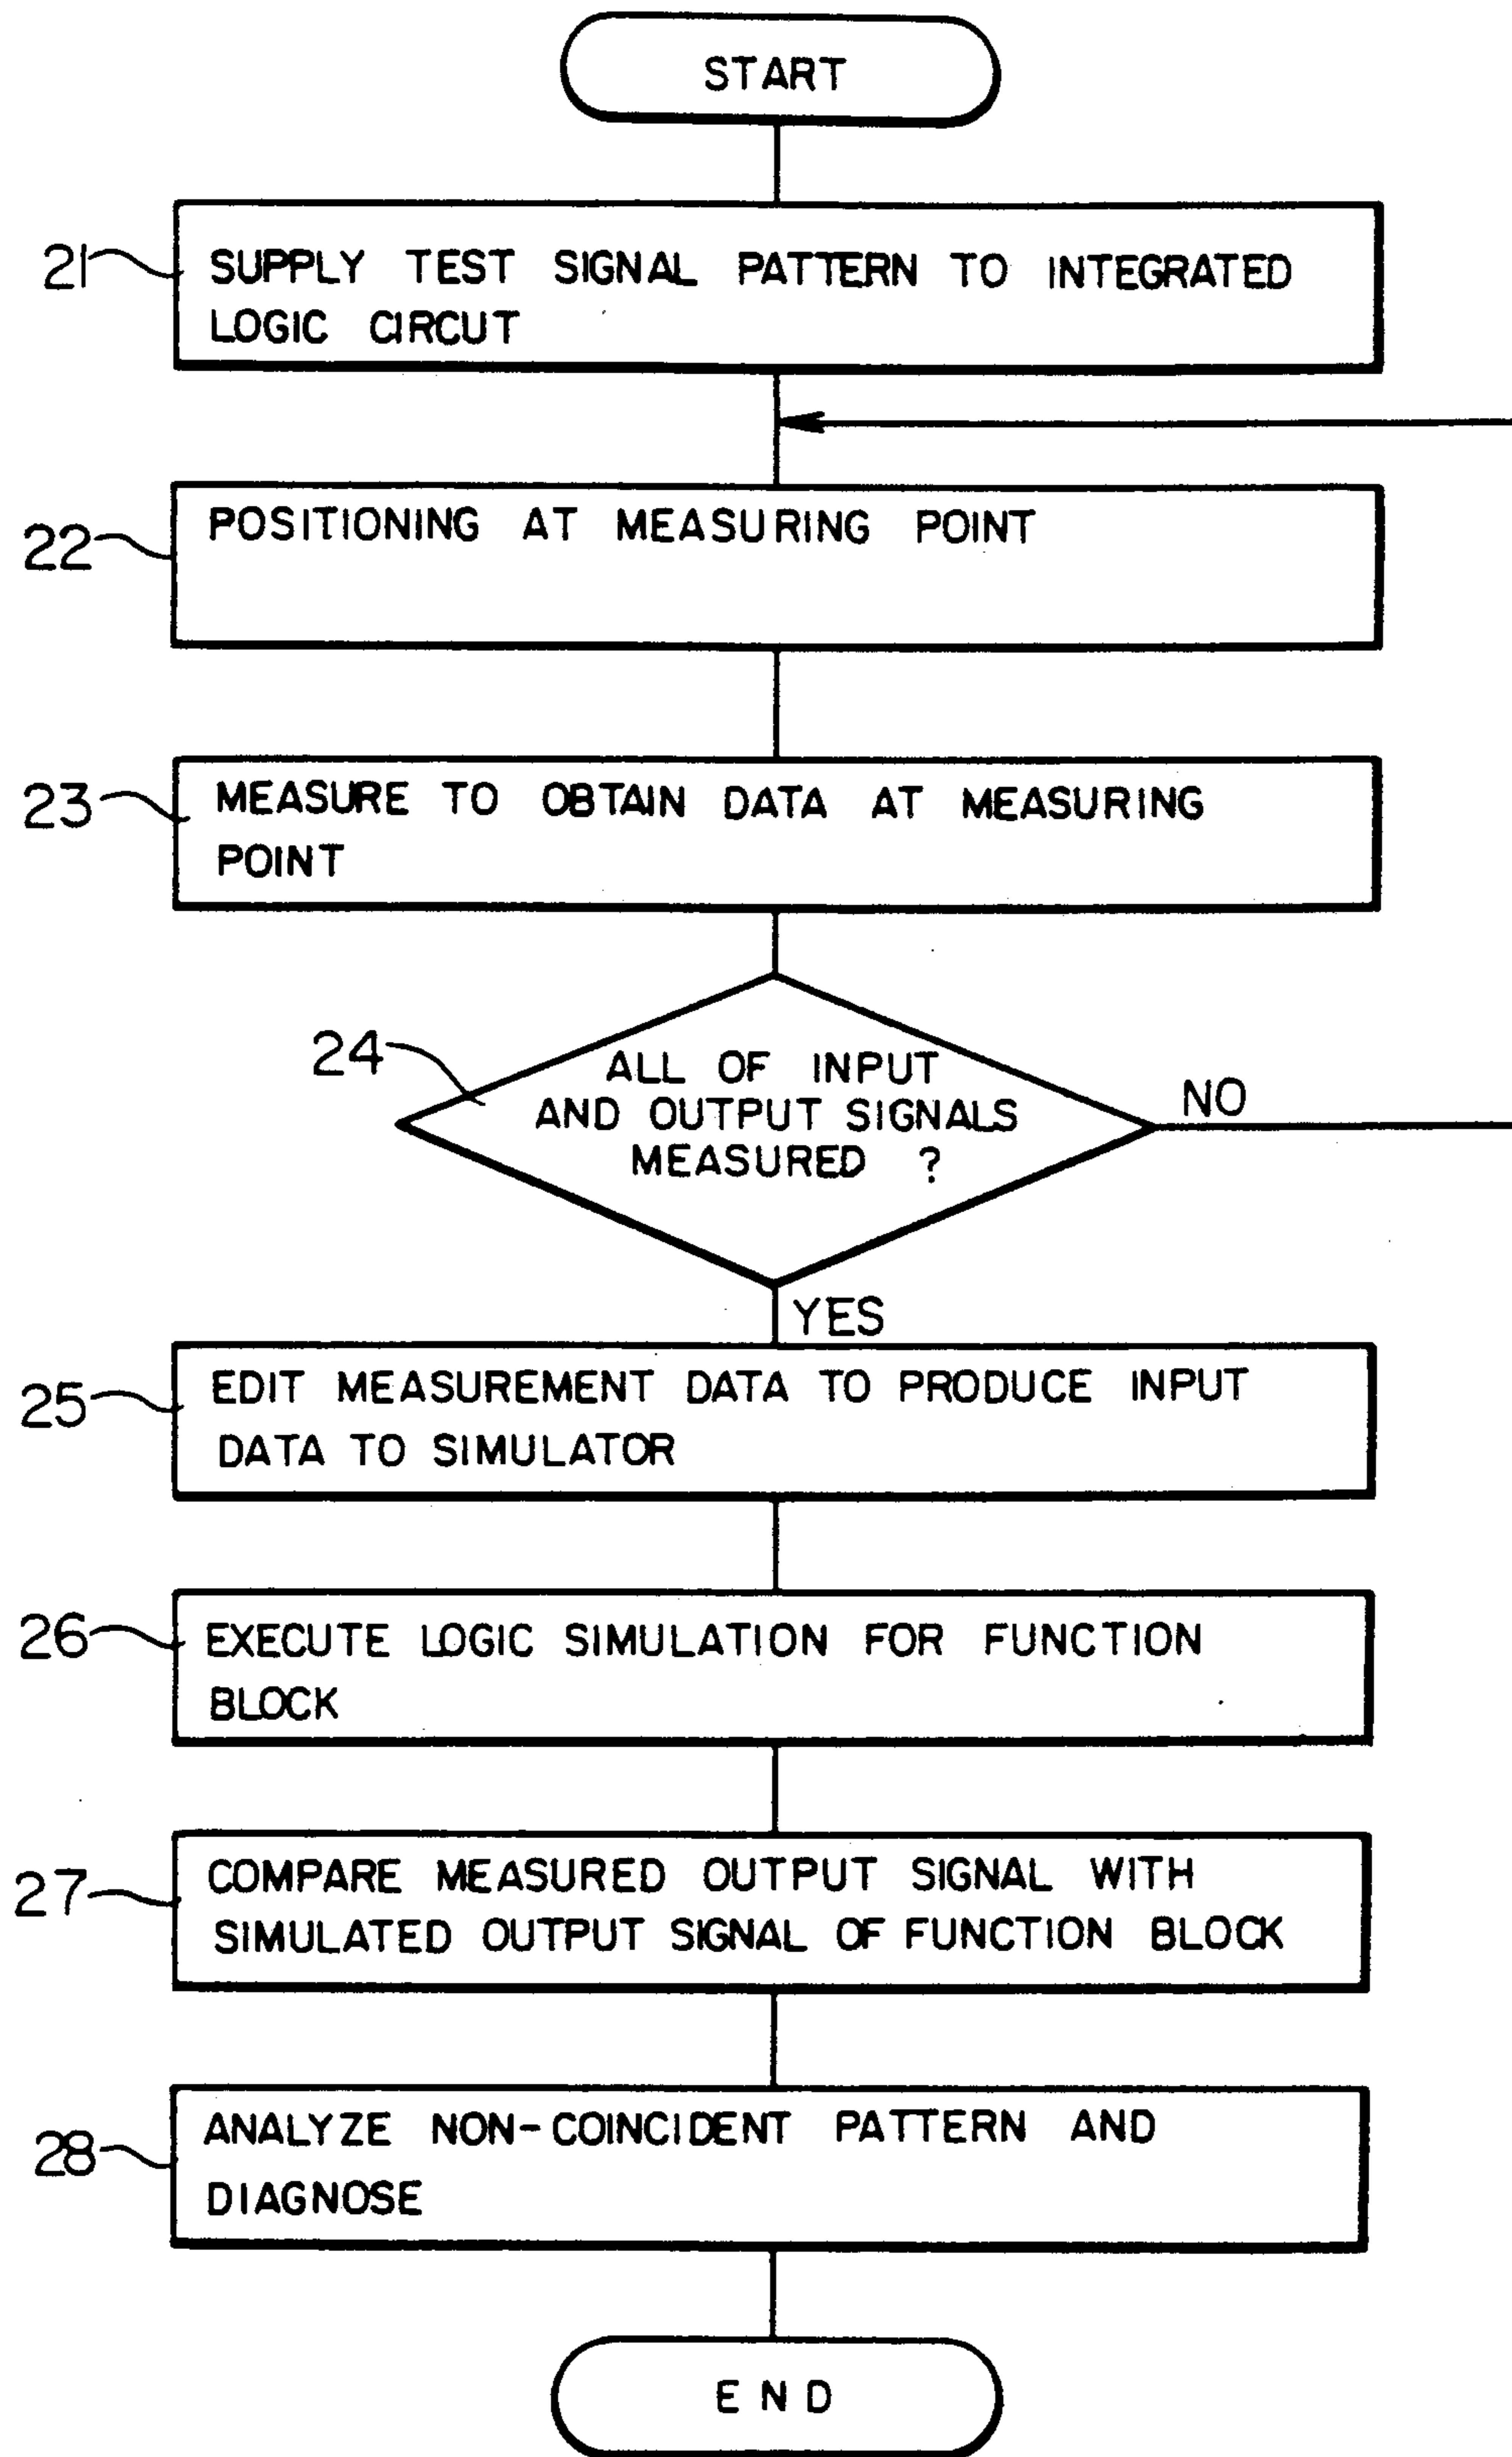 START
21
SUPPLY TEST SIGNAL PATTERN TO INTEGRATED
LOGIC CIRCUT
22
POSITIONING AT MEASURING POINT
23
MEASURE TO OBTAIN DATA AT MEASURING
POINT
24
ALL OF INPUT
AND OUTPUT SIGNALS
MEASURED ?
NO
YES
25
EDIT MEASUREMENT DATA TO PRODUCE INPUT
DATA TO SIMULATOR
26
EXECUTE LOGIC SIMULATION FOR FUNCTION
BLOCK
27
COMPARE MEASURED OUTPUT SIGNAL WITH
SIMULATED OUTPUT SIGNAL OF FUNCTION BLOCK
28
ANALYZE NON-COINCIDENT PATTERN AND
DIAGNOSE
END